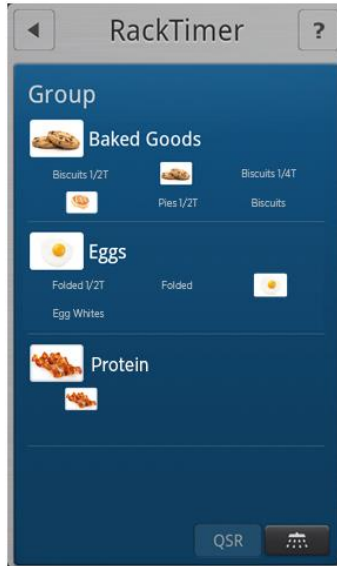 RackTimer ?
Group
Baked Goods
Biscuits 1/2T Biscuits 1/4T
Pies 1/2T Biscuits
Eggs
Folded 1/2T Folded
Egg Whites
Protein
QSR